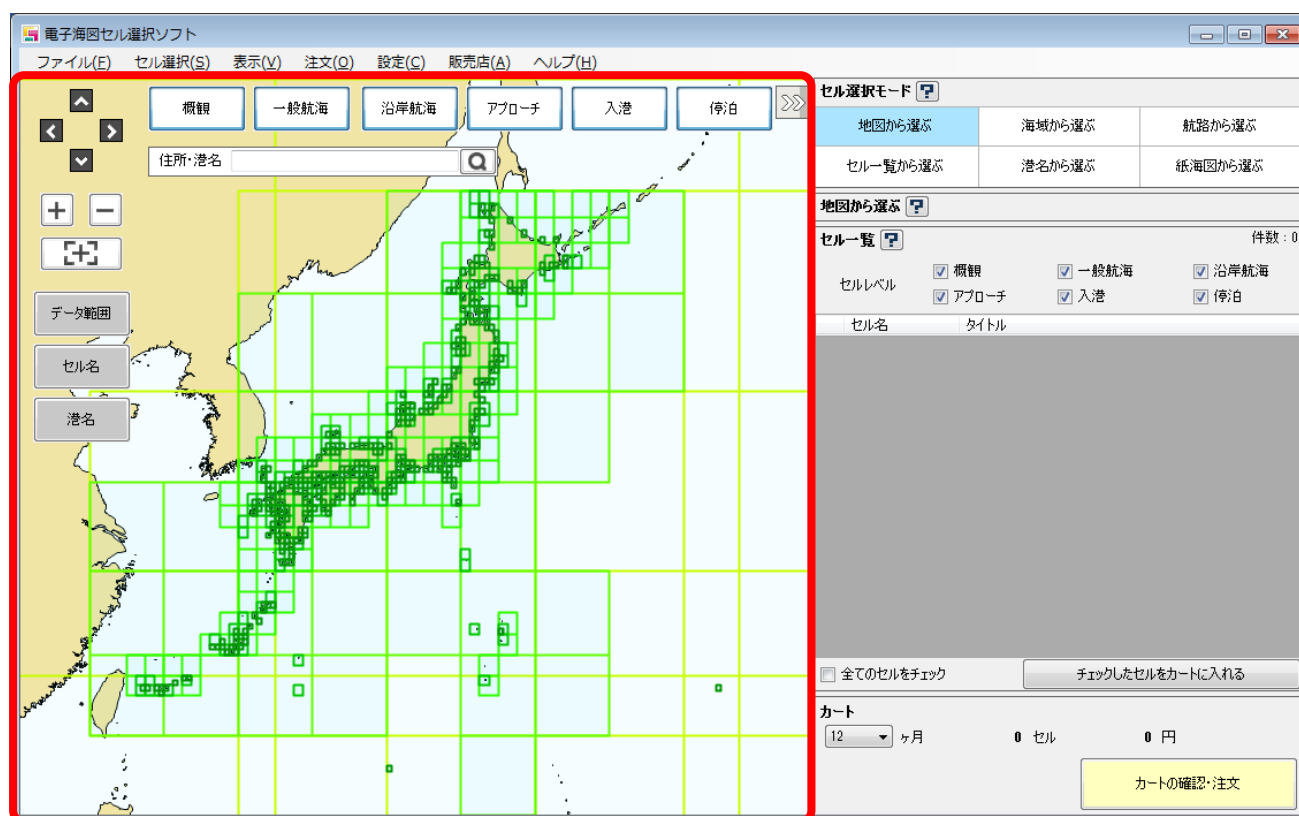 電子海図セル選択ソフト
ファイル(F) セル選択(S) 表示(V) 注文(O) 設定(C) 販売店(A) ヘルプ(H)
概観 一般航海 沿岸航海 アプローチ 入港 停泊
住所・港名
データ範囲
セル名
港名
セル選択モード ?
地図から選ぶ 海域から選ぶ 航路から選ぶ
セル一覧から選ぶ 港名から選ぶ 紙海図から選ぶ
地図から選ぶ ?
セル一覧 ? 件数:0
セルレベル
概観 一般航海 沿岸航海
アプローチ 入港 停泊
セル名 タイトル
全てのセルをチェック チェックしたセルをカートに入れる
カート
12 ヶ月 0 セル 0 円
カートの確認・注文